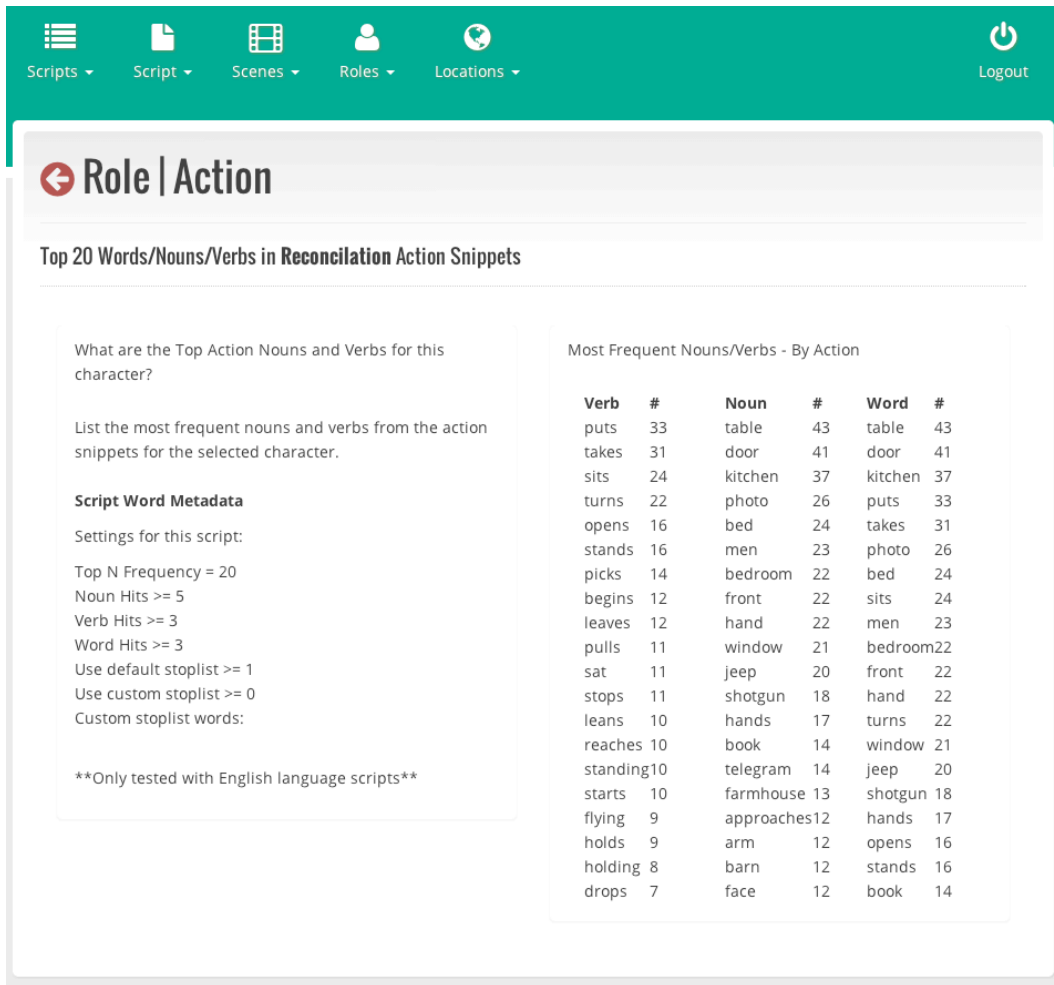 Scripts
Script
Scenes
Roles
Locations
Logout
Role | Action
Top 20 Words/Nouns/Verbs in Reconcilation Action Snippets
What are the Top Action Nouns and Verbs for this
character?
List the most frequent nouns and verbs from the action
snippets for the selected character.
Script Word Metadata
Settings for this script:
Top N Frequency = 20
Noun Hits >= 5
Verb Hits >= 3
Word Hits >= 3
Use default stoplist >= 1
Use custom stoplist >= 0
Custom stoplist words:
**Only tested with English language scripts**
Most Frequent Nouns/Verbs - By Action
Verb # Noun # Word #
puts 33 table 43 table 43
takes 31 door 41 door 41
sits 24 kitchen 37 kitchen 37
turns 22 photo 26 puts 33
opens 16 bed 24 takes 31
stands 16 men 23 photo 26
picks 14 bedroom 22 bed 24
begins 12 front 22 sits 24
leaves 12 hand 22 men 23
pulls 11 window 21 bedroom 22
sat 11 jeep 20 front 22
stops 11 shotgun 18 hand 22
leans 10 hands 17 turns 22
reaches 10 book 14 window 21
standing 10 telegram 14 jeep 20
starts 10 farmhouse 13 shotgun 18
flying 9 approaches 12 hands 17
holds 9 arm 12 opens 16
holding 8 barn 12 stands 16
drops 7 face 12 book 14